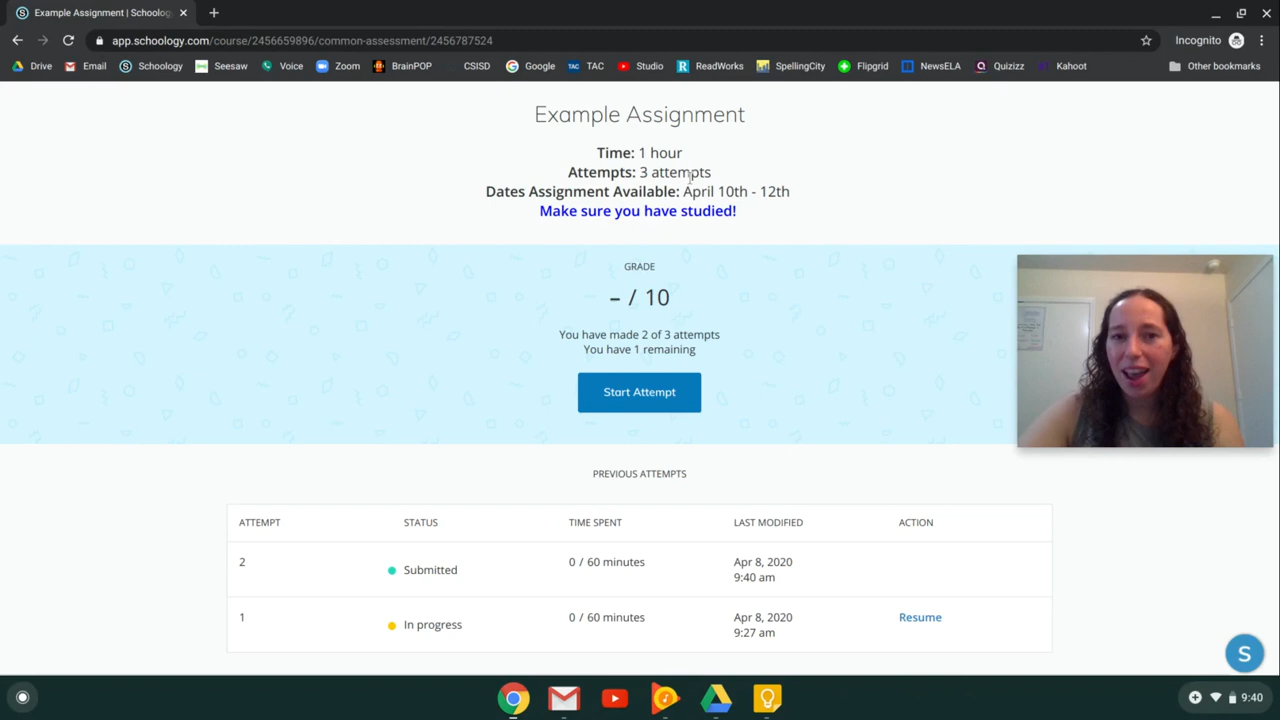 Example Assignment | Schoology
app.schoology.com/course/2456659896/common-assessment/2456787524
Incognito
Drive Email Schoology Seesaw Voice Zoom BrainPOP CSISD Google TAC Studio ReadWorks SpellingCity Flipgrid NewsELA Quizizz Kahoot Other bookmarks
Example Assignment
Time: 1 hour
Attempts: 3 attempts
Dates Assignment Available: April 10th - 12th
Make sure you have studied!
GRADE
– / 10
You have made 2 of 3 attempts
You have 1 remaining
Start Attempt
PREVIOUS ATTEMPTS
ATTEMPT STATUS TIME SPENT LAST MODIFIED ACTION
2 Submitted 0 / 60 minutes Apr 8, 2020
9:40 am
1 In progress 0 / 60 minutes Apr 8, 2020 Resume
9:27 am
S
9:40